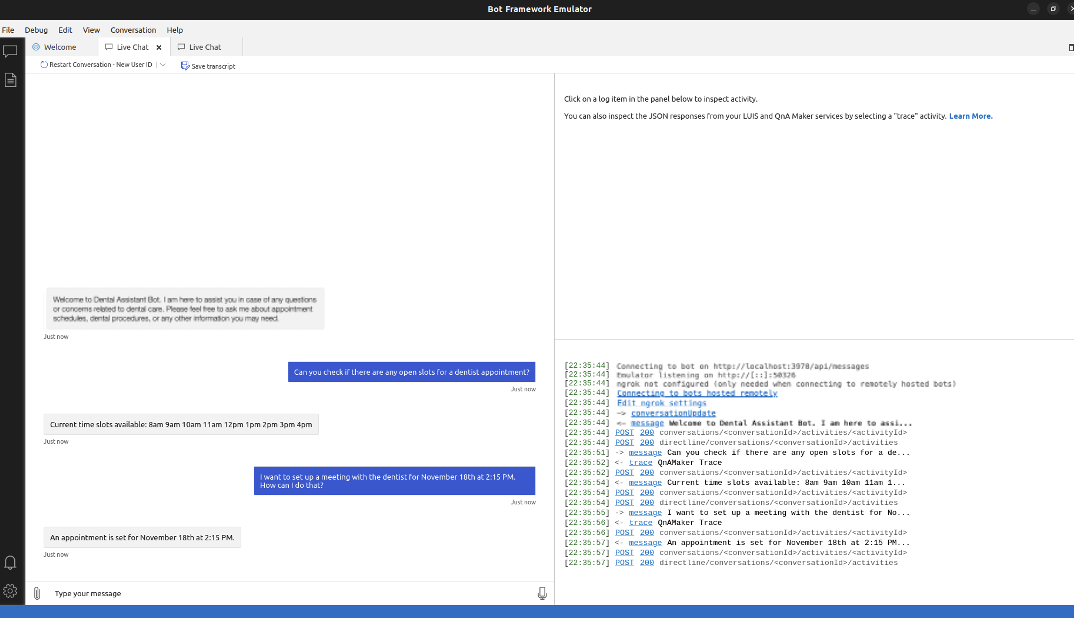 Bot Framework Emulator
File Debug Edit View Conversation Help
Welcome Live Chat Live Chat
Restart Conversation - New User ID Save transcript
Click on a log item in the panel below to inspect activity.
You can also inspect the JSON responses from your LUIS and QnA Maker services by selecting a "trace" activity. Learn More.
Welcome to Dental Assistant Bot. I am here to assist you in case of any questions
or concerns related to dental care. Please feel free to ask me about appointment
schedules, dental procedures, or any other information you may need.
Just now
Can you check if there are any open slots for a dentist appointment?
Just now
Current time slots available: 8am 9am 10am 11am 12pm 1pm 2pm 3pm 4pm
Just now
I want to set up a meeting with the dentist for November 18th at 2:15 PM.
How can I do that?
Just now
An appointment is set for November 18th at 2:15 PM.
Just now
Type your message
[22:35:44] Connecting to bot on http://localhost:3978/api/messages
[22:35:44] Emulator listening on http://[::]:50326
[22:35:44] ngrok not configured (only needed when connecting to remotely hosted bots)
[22:35:44] Connecting to bots hosted remotely
[22:35:44] Edit ngrok settings
[22:35:44] -> conversationUpdate
[22:35:44] <- message Welcome to Dental Assistant Bot. I am here to assi...
[22:35:44] POST 200 conversations/<conversationId>/activities/<activityId>
[22:35:44] POST 200 directline/conversations/<conversationId>/activities
[22:35:51] -> message Can you check if there are any open slots for a de...
[22:35:52] <- trace QnAMaker Trace
[22:35:52] POST 200 conversations/<conversationId>/activities/<activityId>
[22:35:54] <- message Current time slots available: 8am 9am 10am 11am 1...
[22:35:54] POST 200 conversations/<conversationId>/activities/<activityId>
[22:35:54] POST 200 directline/conversations/<conversationId>/activities
[22:35:55] -> message I want to set up a meeting with the dentist for No...
[22:35:56] <- trace QnAMaker Trace
[22:35:56] POST 200 conversations/<conversationId>/activities/<activityId>
[22:35:57] <- message An appointment is set for November 18th at 2:15 PM...
[22:35:57] POST 200 conversations/<conversationId>/activities/<activityId>
[22:35:57] POST 200 directline/conversations/<conversationId>/activities